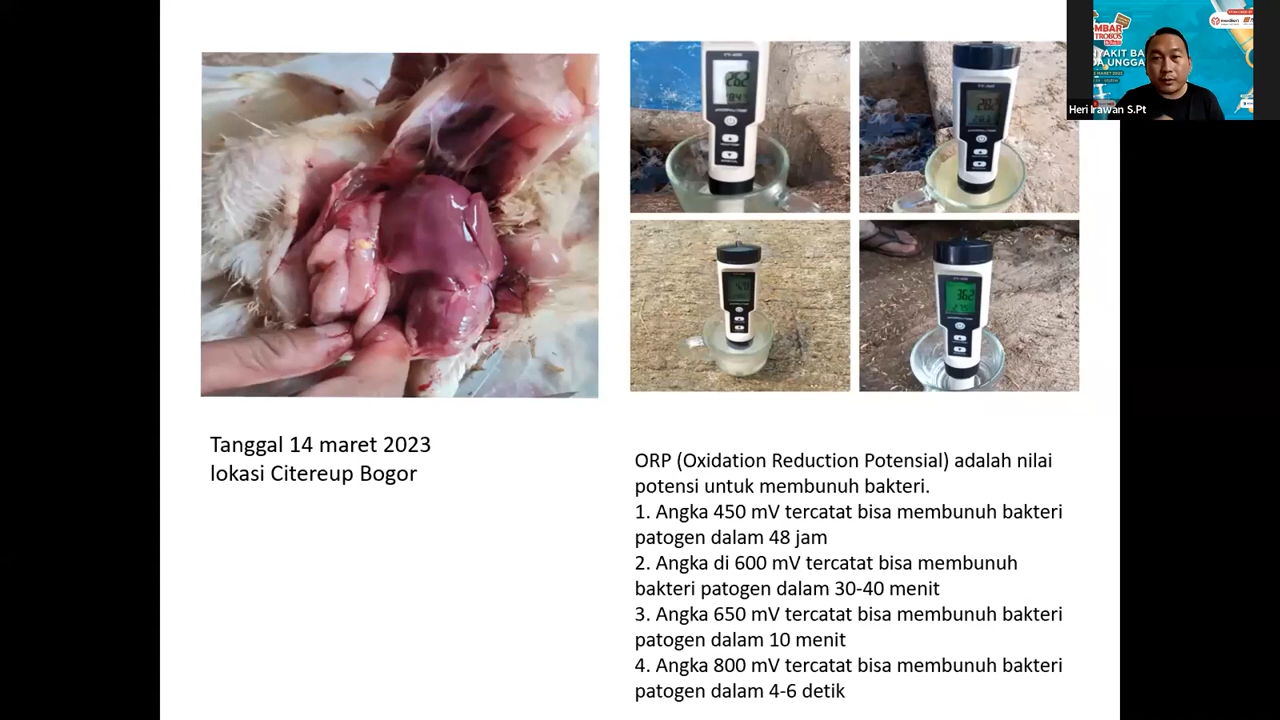 Heri Irawan S.Pt
262
362
Tanggal 14 maret 2023
lokasi Citereup Bogor
ORP (Oxidation Reduction Potensial) adalah nilai
potensi untuk membunuh bakteri.
1. Angka 450 mV tercatat bisa membunuh bakteri
patogen dalam 48 jam
2. Angka di 600 mV tercatat bisa membunuh
bakteri patogen dalam 30-40 menit
3. Angka 650 mV tercatat bisa membunuh bakteri
patogen dalam 10 menit
4. Angka 800 mV tercatat bisa membunuh bakteri
patogen dalam 4-6 detik